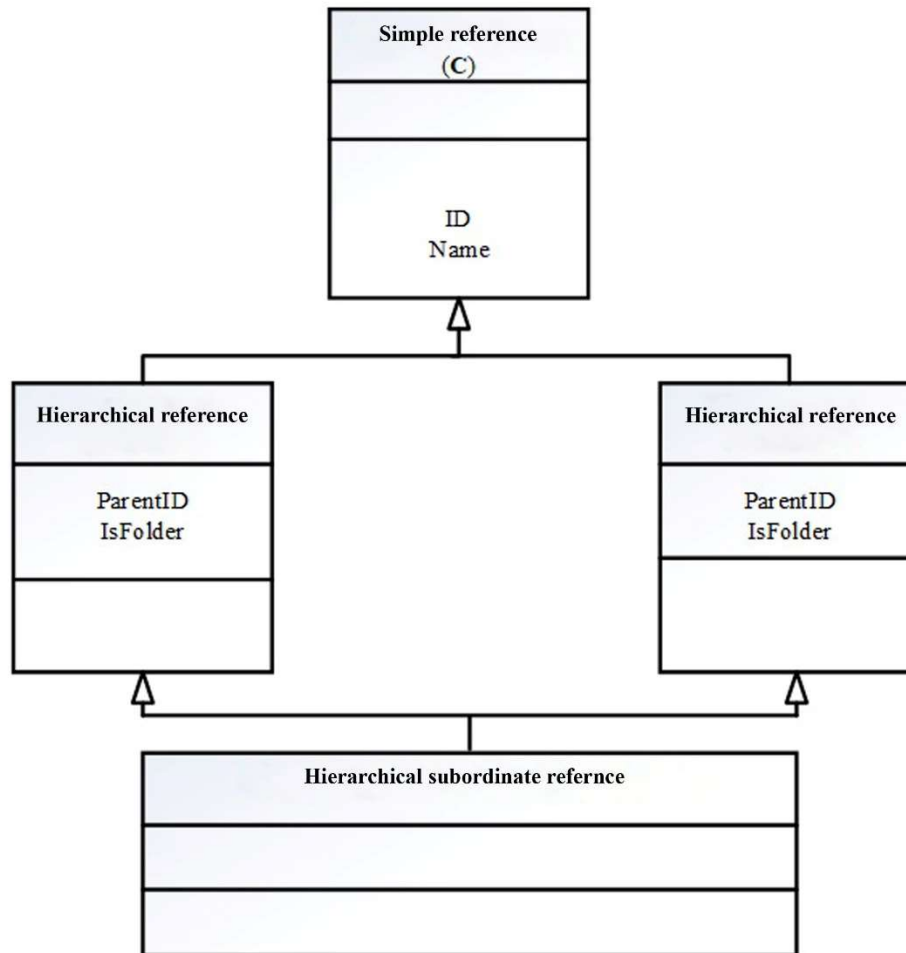 Simple reference
(C)
ID
Name
Hierarchical reference
ParentID
IsFolder
Hierarchical reference
ParentID
IsFolder
Hierarchical subordinate refernce